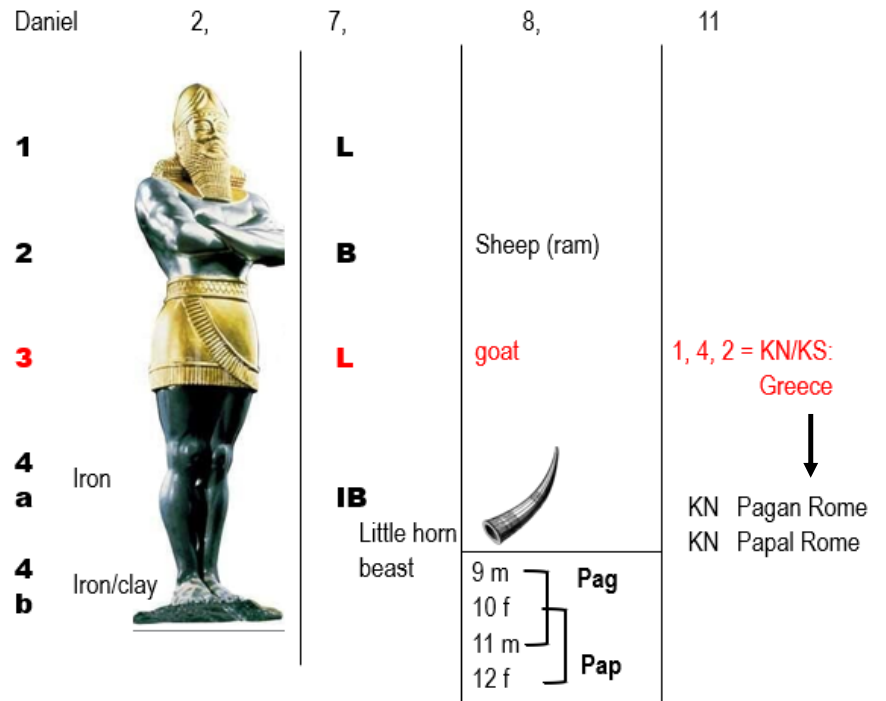 Daniel 2, 7, 8, 11
1 L
2 B Sheep (ram)
3 L goat 1, 4, 2 = KN/KS:
Greece
4 Iron
a IB KN Pagan Rome
Little horn KN Papal Rome
beast
4 Iron/clay
b
9 m Pag
10 f
11 m
12 f Pap